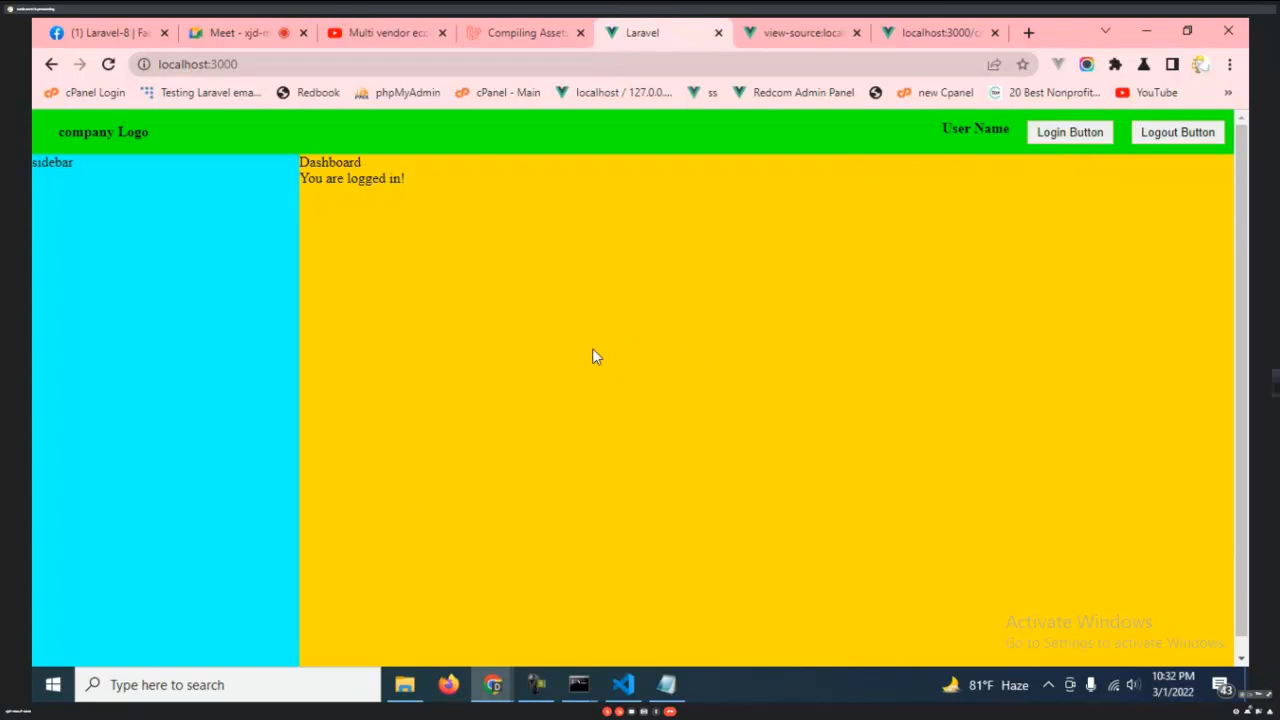 (1) Laravel-8 | Fa
Meet - xjd-m
Multi vendor eco
Compiling Asset
Laravel
view-source:local
localhost:3000/c
localhost:3000
cPanel Login
Testing Laravel ema...
Redbook
phpMyAdmin
cPanel - Main
localhost / 127.0.0....
ss
Redcom Admin Panel
new Cpanel
20 Best Nonprofit...
YouTube
»
company Logo
User Name
Login Button
Logout Button
sidebar
Dashboard
You are logged in!
Activate Windows
Go to Settings to activate Windows.
Type here to search
81°F Haze
10:32 PM
3/1/2022
43